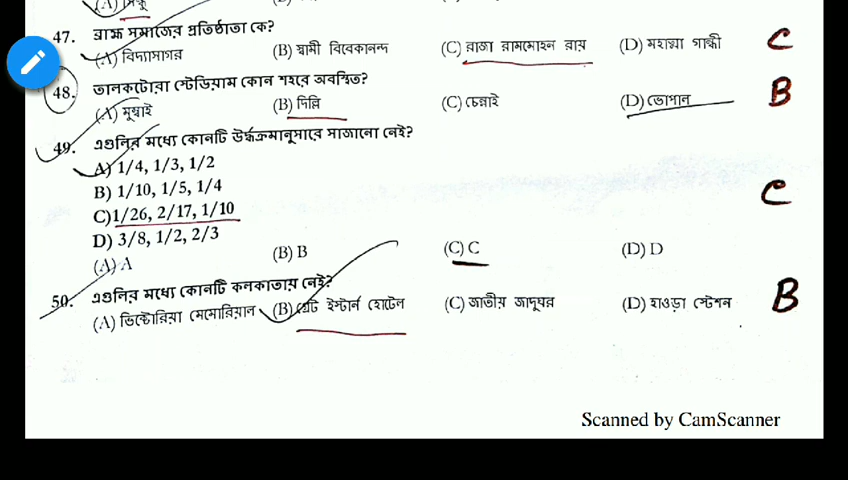 (A) সিন্ধু
47. ব্রাহ্ম সমাজের প্রতিষ্ঠাতা কে?
(A) বিদ্যাসাগর (B) স্বামী বিবেকানন্দ (C) রাজা রামমোহন রায় (D) মহাত্মা গান্ধী C
48. তালকটোরা স্টেডিয়াম কোন শহরে অবস্থিত?
(A) মুম্বাই (B) দিল্লি (C) চেন্নাই (D) ভোপাল B
49. এগুলির মধ্যে কোনটি উর্দ্ধক্রমানুসারে সাজানো নেই?
A) 1/4, 1/3, 1/2
B) 1/10, 1/5, 1/4
C) 1/26, 2/17, 1/10 C
D) 3/8, 1/2, 2/3
(A) A (B) B (C) C (D) D
50. এগুলির মধ্যে কোনটি কলকাতায় নেই?
(A) ভিক্টোরিয়া মেমোরিয়াল (B) গ্রেট ইস্টার্ন হোটেল (C) জাতীয় জাদুঘর (D) হাওড়া স্টেশন B
Scanned by CamScanner